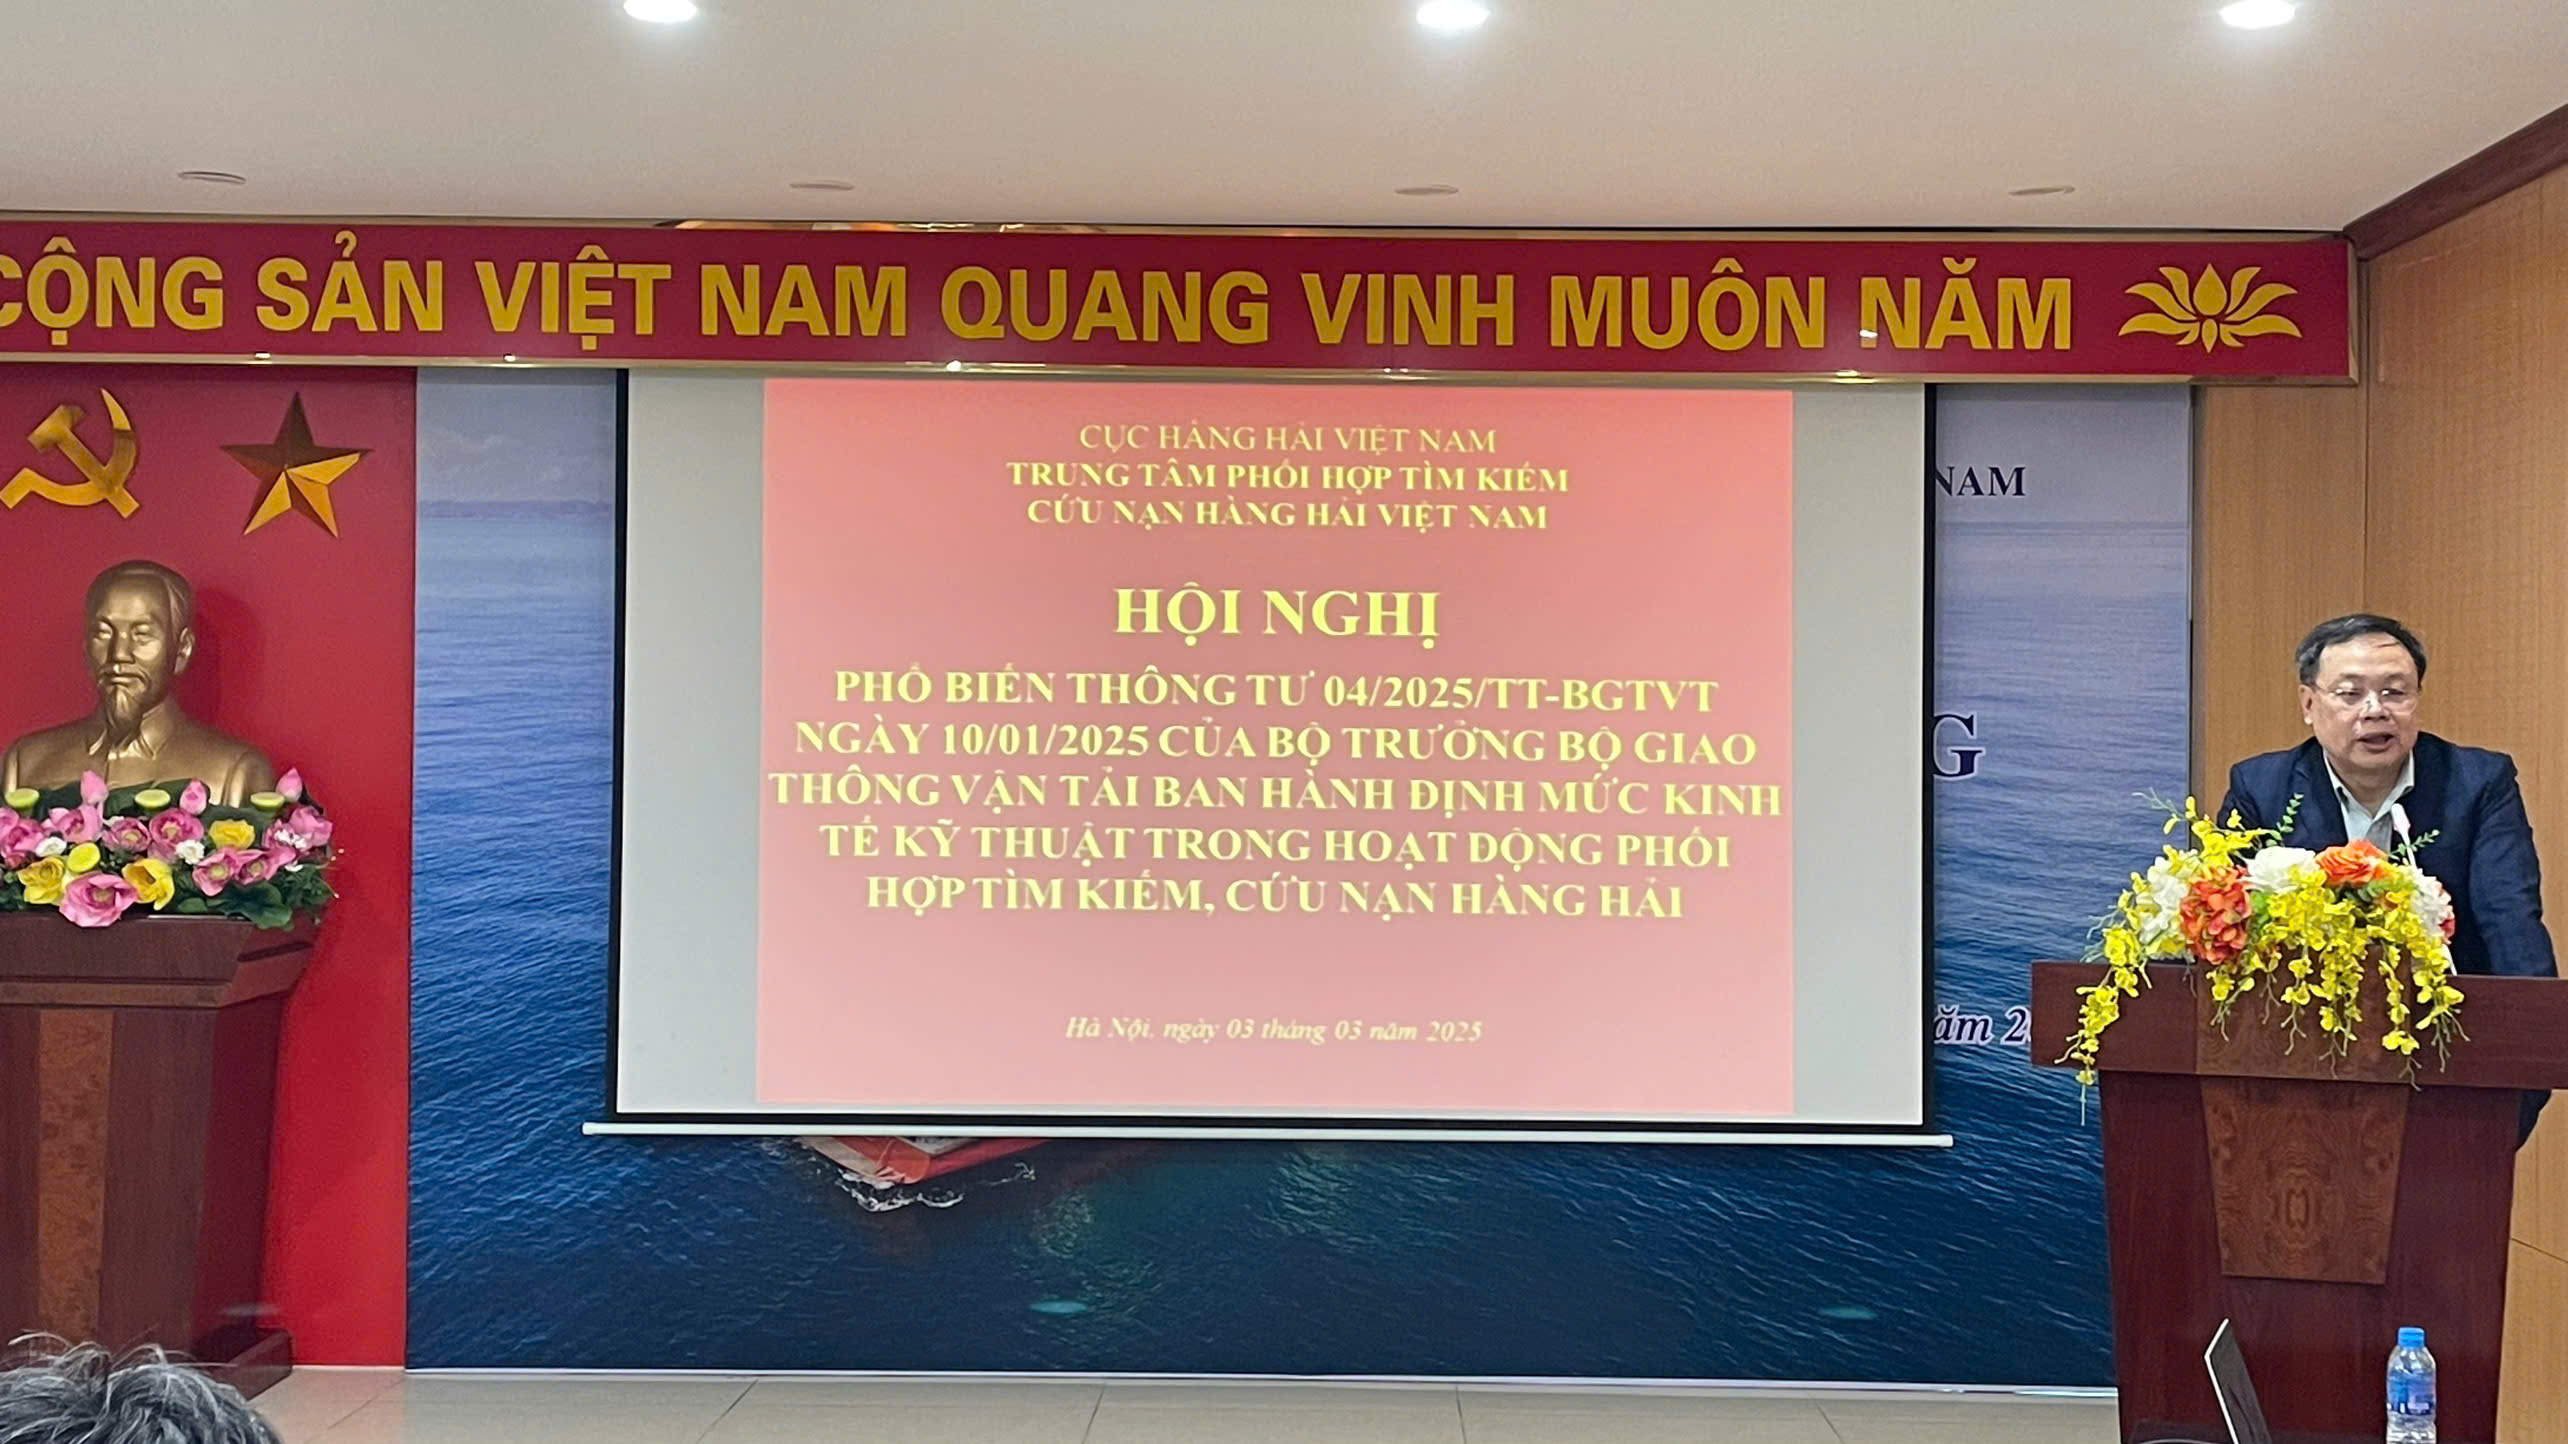 CỘNG SẢN VIỆT NAM QUANG VINH MUÔN NĂM
CỤC HÀNG HẢI VIỆT NAM
TRUNG TÂM PHỐI HỢP TÌM KIẾM
CỨU NẠN HÀNG HẢI VIỆT NAM
HỘI NGHỊ
PHỔ BIẾN THÔNG TƯ 04/2025/TT-BGTVT
NGÀY 10/01/2025 CỦA BỘ TRƯỞNG BỘ GIAO
THÔNG VẬN TẢI BAN HÀNH ĐỊNH MỨC KINH
TẾ KỸ THUẬT TRONG HOẠT ĐỘNG PHỐI
HỢP TÌM KIẾM, CỨU NẠN HÀNG HẢI
Hà Nội, ngày 03 tháng 03 năm 2025
NAM
G
ăm 2